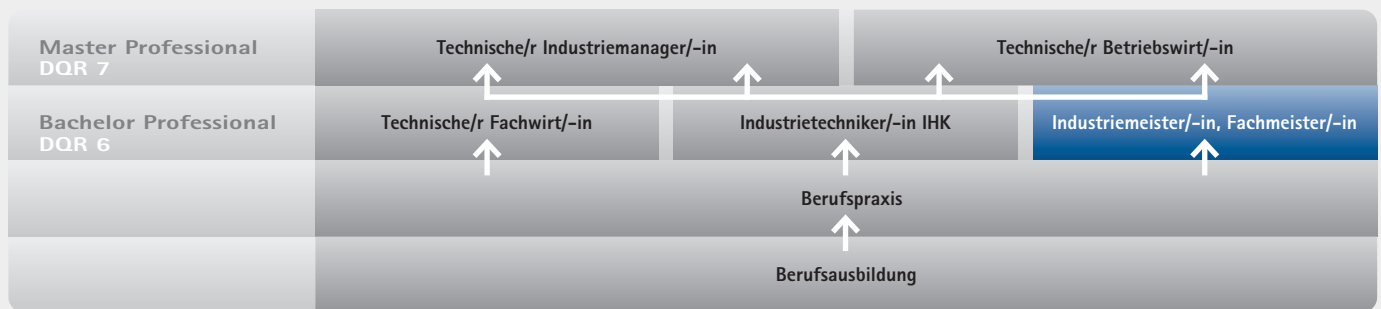 Master Professional
DQR 7
Technische/r Industriemanager/-in
Technische/r Betriebswirt/-in
Bachelor Professional
DQR 6
Technische/r Fachwirt/-in
Industrietechniker/-in IHK
Industriemeister/-in, Fachmeister/-in
Berufspraxis
Berufsausbildung